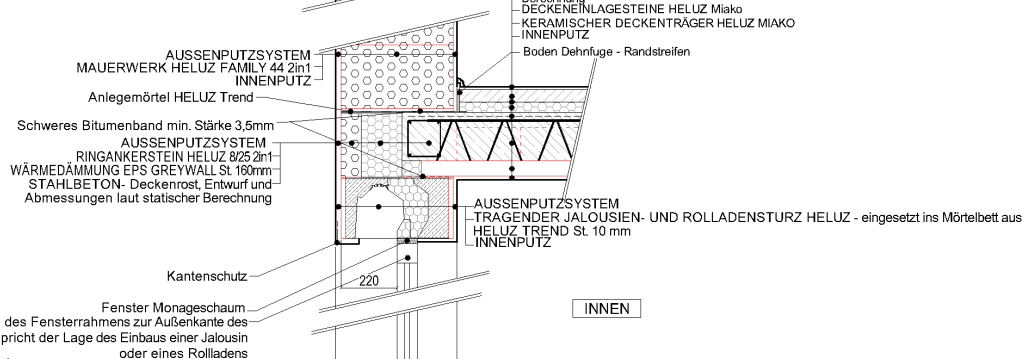 DECKENEINLAGESTEINE HELUZ Miako
KERAMISCHER DECKENTRÄGER HELUZ MIAKO
INNENPUTZ
Boden Dehnfuge - Randstreifen
AUSSENPUTZSYSTEM
MAUERWERK HELUZ FAMILY 44 2in1
INNENPUTZ
Anlegemörtel HELUZ Trend
Schweres Bitumenband min. Stärke 3,5mm
AUSSENPUTZSYSTEM
RINGANKERSTEIN HELUZ 8/25 2in1
WÄRMEDÄMMUNG EPS GREYWALL St. 160mm
STAHLBETON- Deckenrost, Entwurf und
Abmessungen laut statischer Berechnung
AUSSENPUTZSYSTEM
TRAGENDER JALOUSIEN- UND ROLLADENSTURZ HELUZ - eingesetzt ins Mörtelbett aus
HELUZ TREND St. 10 mm
INNENPUTZ
Kantenschutz
220
Fenster Monageschaum
des Fensterrahmens zur Außenkante des
pricht der Lage des Einbaus einer Jalousin
oder eines Rolladens
INNEN